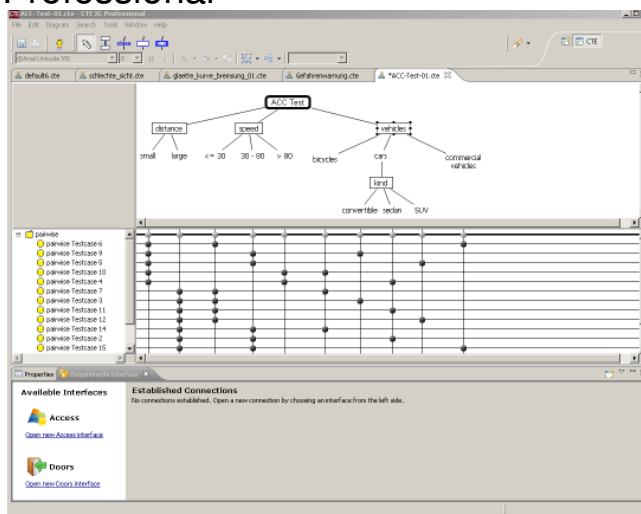 Professional
ACC-Test-01.cte - CTE XL Professional
File Edit Diagram Search Tools Window Help
@Arial Unicode MS
CTE
default6.cte schlechte_sicht.cte glaette_kurve_bremsung_01.cte Gefahrenwarnung.cte *ACC-Test-01.cte
ACC Test
distance speed vehicles
small large <= 30 30 - 80 > 80 bicycles cars commercial
vehicles
kind
convertible sedan SUV
pairwise
pairwise Testcase 6
pairwise Testcase 9
pairwise Testcase 5
pairwise Testcase 10
pairwise Testcase 4
pairwise Testcase 7
pairwise Testcase 3
pairwise Testcase 11
pairwise Testcase 12
pairwise Testcase 14
pairwise Testcase 2
pairwise Testcase 15
Properties Requirements Interface
Available Interfaces
Established Connections
No connections established. Open a new connection by choosing an interface from the left side.
Access
Open new Access interface
Doors
Open new Doors interface